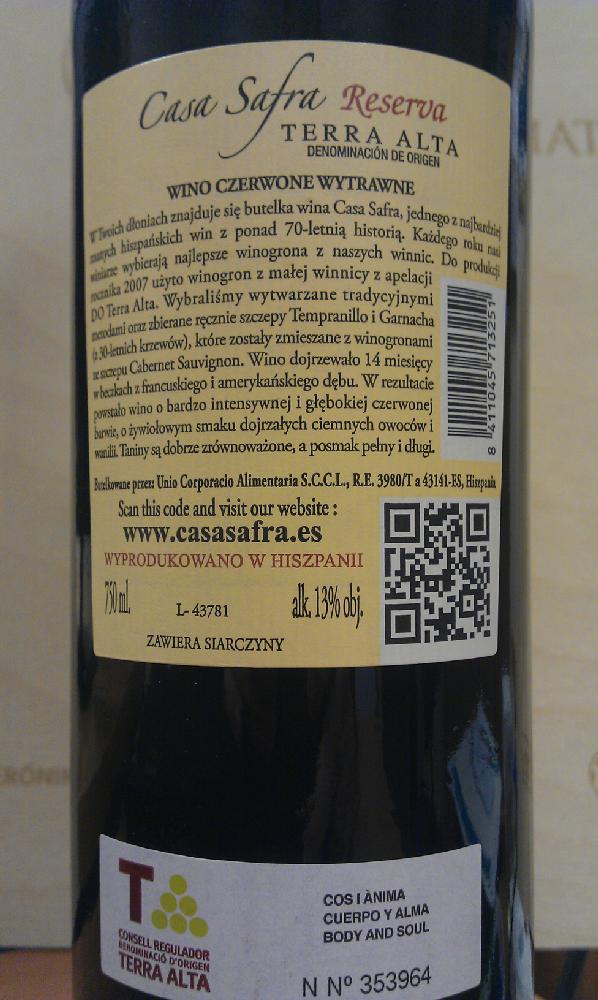 Casa Safra Reserva
TERRA ALTA
DENOMINACIÓN DE ORIGEN
WINO CZERWONE WYTRAWNE
W Twoich dłoniach znajduje się butelka wina Casa Safra, jednego z najbardziej
znanych hiszpańskich win z ponad 70-letnią historią. Każdego roku nasi
winiarze wybierają najlepsze winogrona z naszych winnic. Do produkcji
rocznika 2007 użyto winogron z małej winnicy z apelacji
DO Terra Alta. Wybraliśmy wytwarzane tradycyjnymi
metodami oraz zbierane ręcznie szczepy Tempranillo i Garnacha
(z 30-letnich krzewów), które zostały zmieszane z winogronami
ze szczepu Cabernet Sauvignon. Wino dojrzewało 14 miesięcy
w beczkach z francuskiego i amerykańskiego dębu. W rezultacie
powstało wino o bardzo intensywnej i głębokiej czerwonej
barwie, o żywiołowym smaku dojrzałych ciemnych owoców i
wanilii. Taniny są dobrze zrównoważone, a posmak pełny i długi.
8 411045 713251
Butelkowane przez: Unio Corporacio Alimentaria S.C.C.L., R.E. 3980/T a 43141-ES, Hiszpania
Scan this code and visit our website :
www.casasafra.es
WYPRODUKOWANO W HISZPANII
750 ml. L-43781 alk. 13% obj.
ZAWIERA SIARCZYNY
T
CONSELL REGULADOR
DENOMINACIÓ D'ORIGEN
TERRA ALTA
COS I ÀNIMA
CUERPO Y ALMA
BODY AND SOUL
N Nº 353964